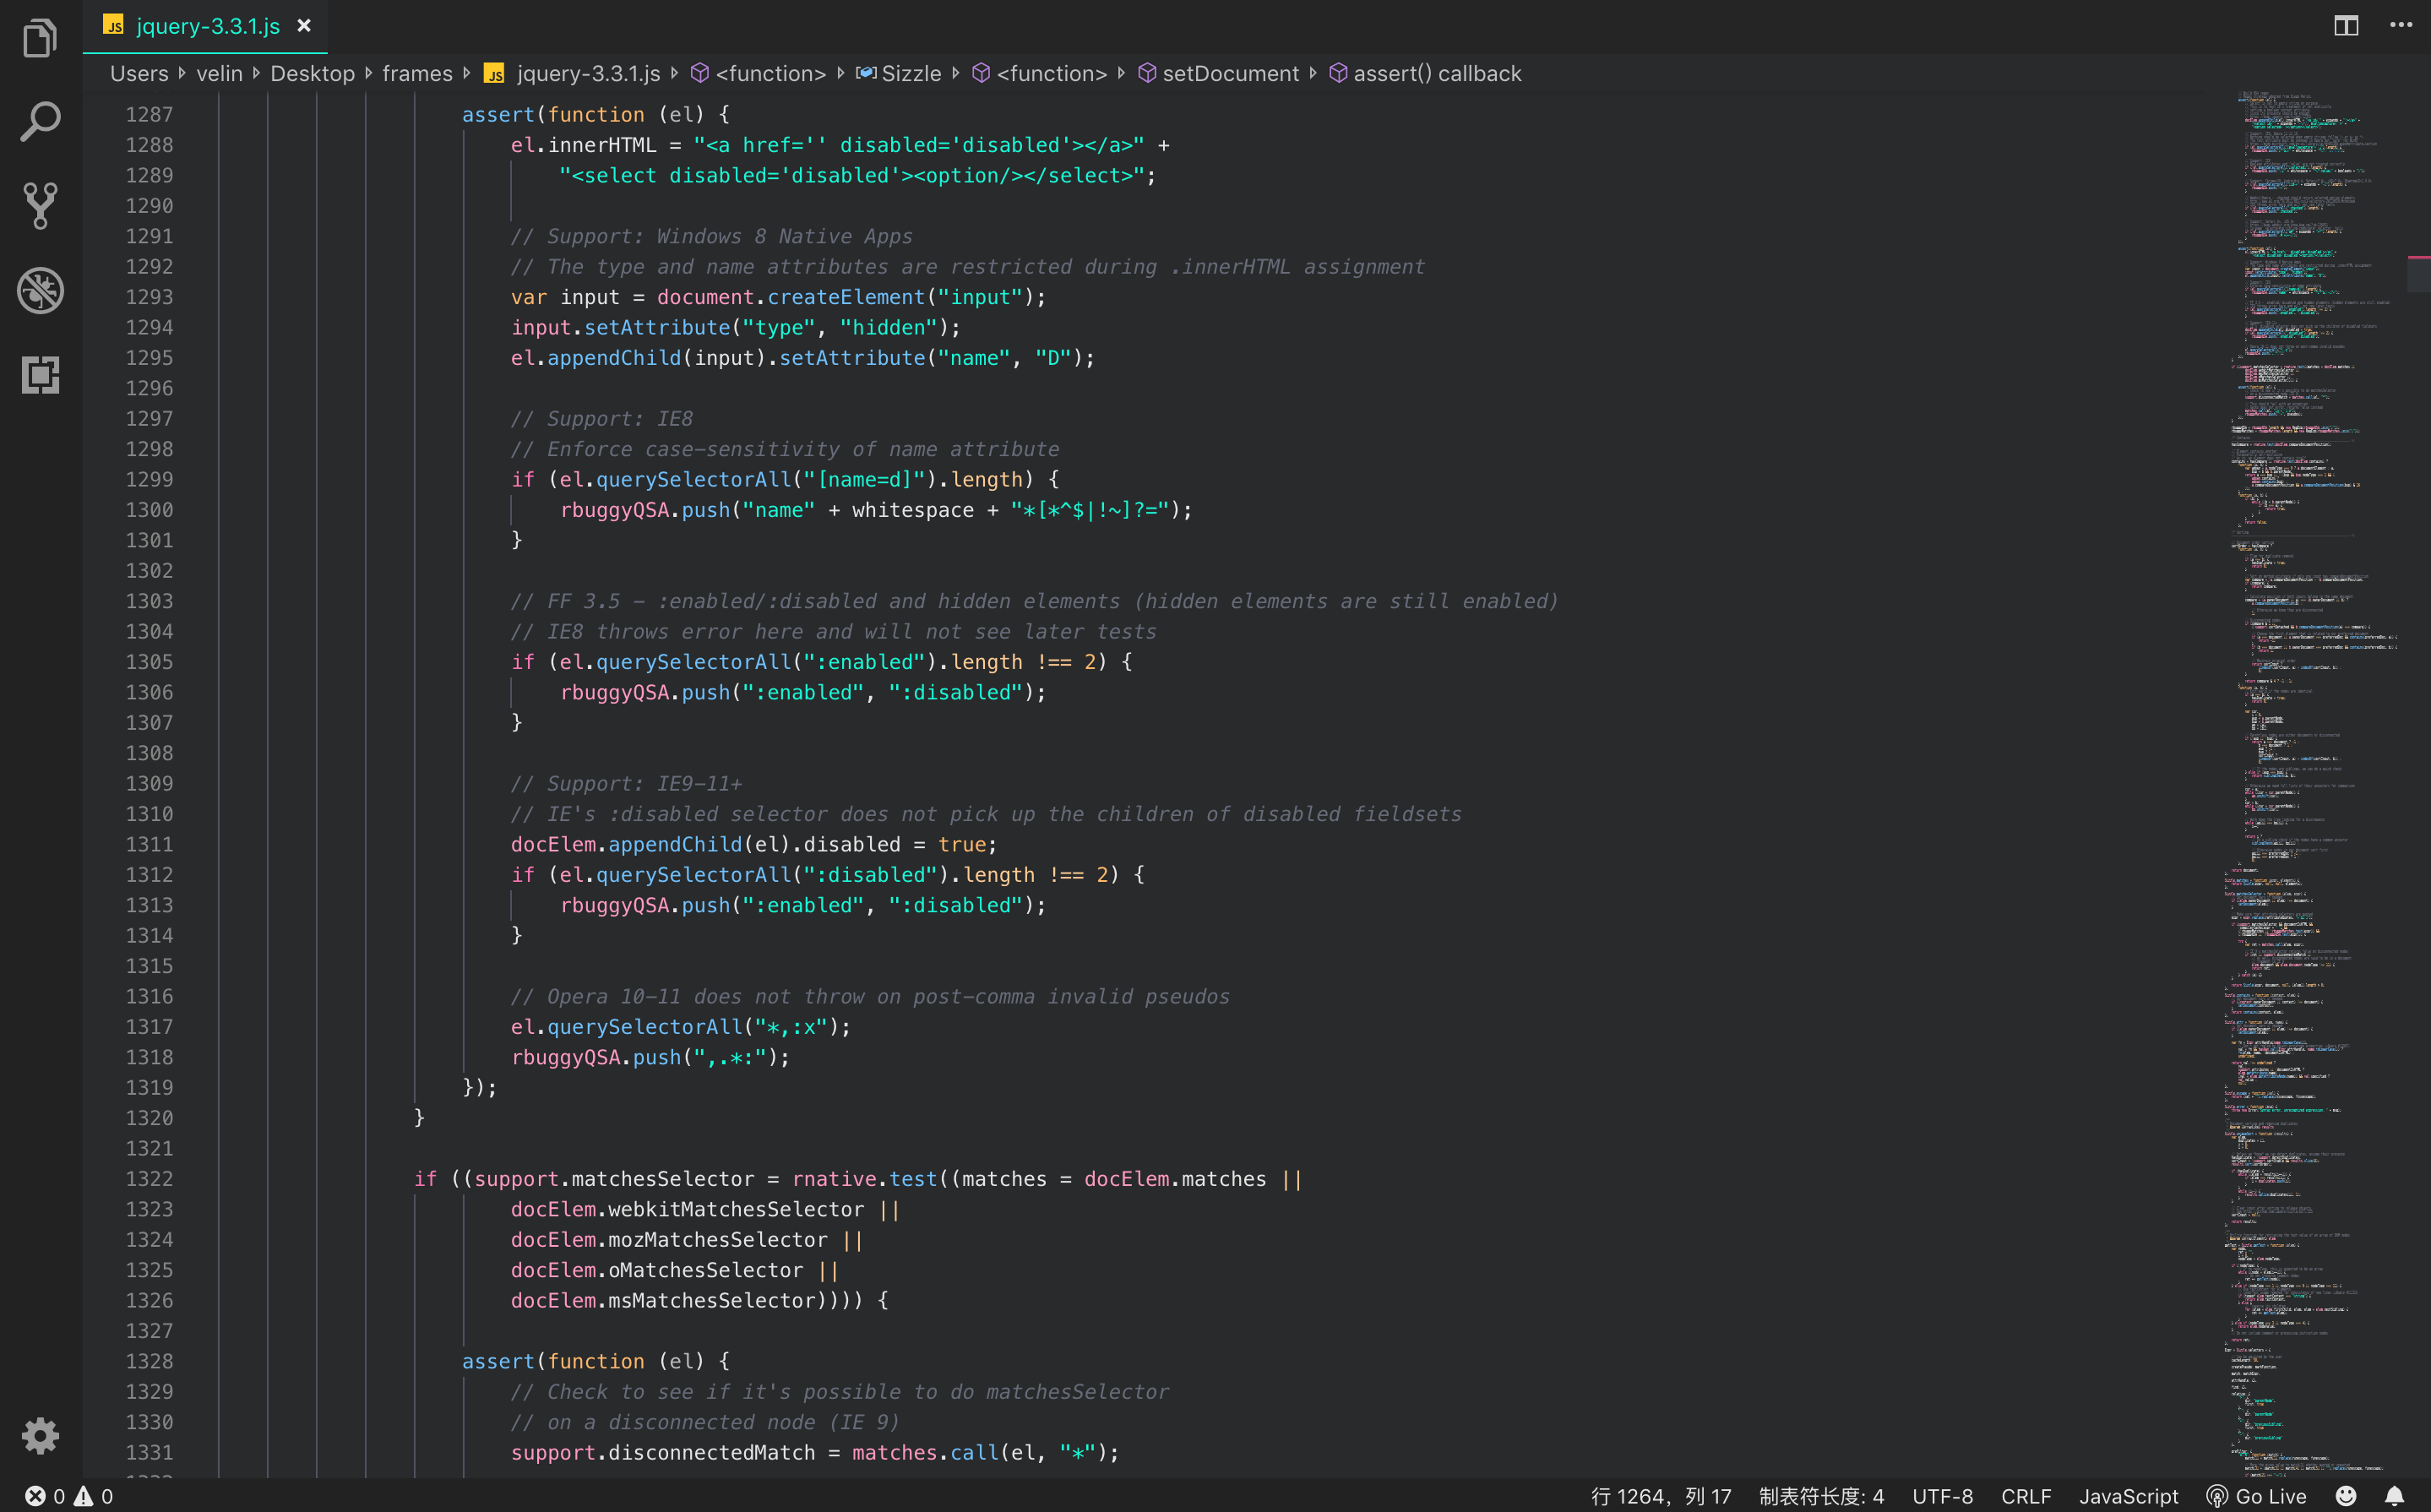 JS jquery-3.3.1.js
Users velin Desktop frames JS jquery-3.3.1.js <function> Sizzle <function> setDocument assert() callback
1287 assert(function (el) {
1288 el.innerHTML = "<a href='' disabled='disabled'></a>" +
1289 "<select disabled='disabled'><option/></select>";
1290
1291 // Support: Windows 8 Native Apps
1292 // The type and name attributes are restricted during .innerHTML assignment
1293 var input = document.createElement("input");
1294 input.setAttribute("type", "hidden");
1295 el.appendChild(input).setAttribute("name", "D");
1296
1297 // Support: IE8
1298 // Enforce case-sensitivity of name attribute
1299 if (el.querySelectorAll("[name=d]").length) {
1300 rbuggyQSA.push("name" + whitespace + "*[*^$|!~]?=");
1301 }
1302
1303 // FF 3.5 - :enabled/:disabled and hidden elements (hidden elements are still enabled)
1304 // IE8 throws error here and will not see later tests
1305 if (el.querySelectorAll(":enabled").length !== 2) {
1306 rbuggyQSA.push(":enabled", ":disabled");
1307 }
1308
1309 // Support: IE9-11+
1310 // IE's :disabled selector does not pick up the children of disabled fieldsets
1311 docElem.appendChild(el).disabled = true;
1312 if (el.querySelectorAll(":disabled").length !== 2) {
1313 rbuggyQSA.push(":enabled", ":disabled");
1314 }
1315
1316 // Opera 10-11 does not throw on post-comma invalid pseudos
1317 el.querySelectorAll("*,:x");
1318 rbuggyQSA.push(",.*:");
1319 });
1320 }
1321
1322 if ((support.matchesSelector = rnative.test((matches = docElem.matches ||
1323 docElem.webkitMatchesSelector ||
1324 docElem.mozMatchesSelector ||
1325 docElem.oMatchesSelector ||
1326 docElem.msMatchesSelector)))) {
1327
1328 assert(function (el) {
1329 // Check to see if it's possible to do matchesSelector
1330 // on a disconnected node (IE 9)
1331 support.disconnectedMatch = matches.call(el, "*");
0 0 行 1264，列 17 制表符长度: 4 UTF-8 CRLF JavaScript Go Live